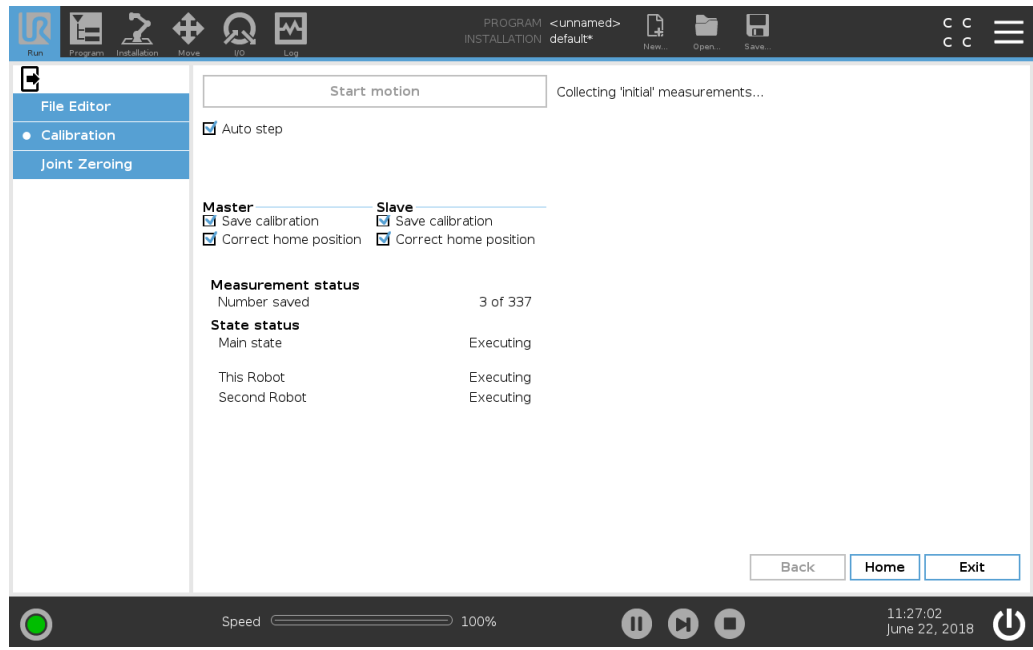 UR
Run
Program
Installation
Move
I/O
Log
PROGRAM <unnamed>
INSTALLATION default*
New...
Open...
Save...
C C
C C
File Editor
Calibration
Joint Zeroing
Start motion
Collecting 'initial' measurements...
Auto step
Master Slave
Save calibration Save calibration
Correct home position Correct home position
Measurement status
Number saved 3 of 337
State status
Main state Executing
This Robot Executing
Second Robot Executing
Back Home Exit
Speed 100%
11:27:02
June 22, 2018